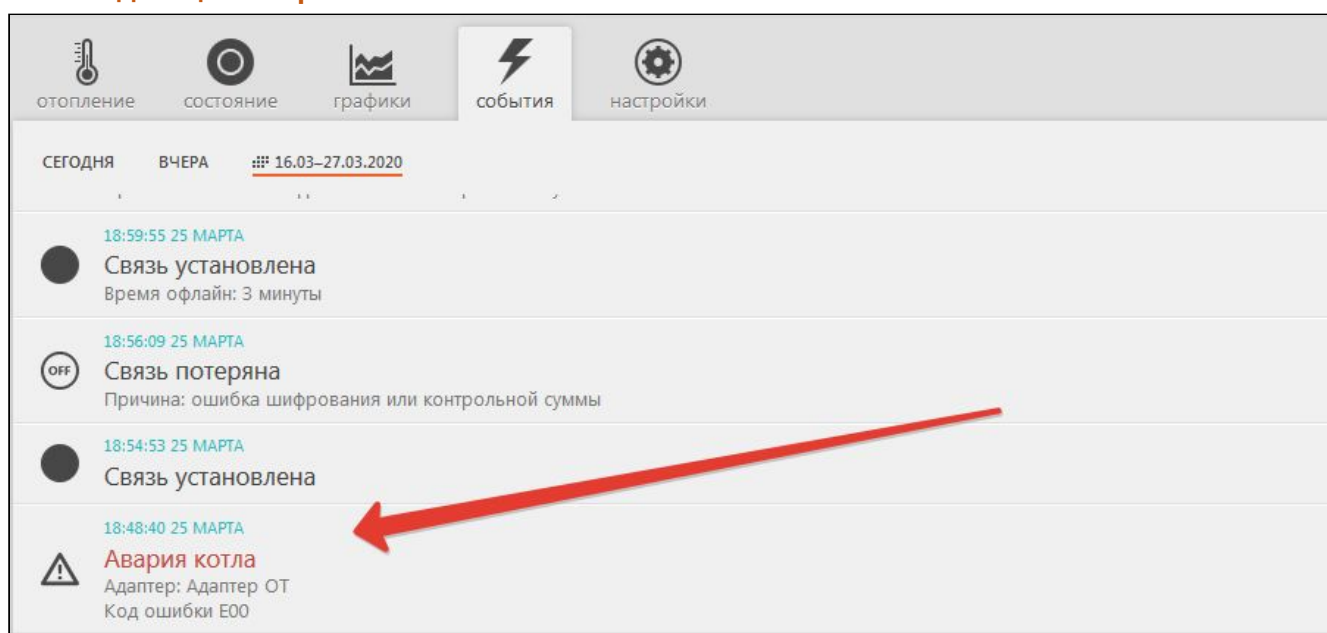 отопление состояние графики события настройки
СЕГОДНЯ ВЧЕРА 16.03–27.03.2020
18:59:55 25 МАРТА
Связь установлена
Время офлайн: 3 минуты
OFF
18:56:09 25 МАРТА
Связь потеряна
Причина: ошибка шифрования или контрольной суммы
18:54:53 25 МАРТА
Связь установлена
18:48:40 25 МАРТА
Авария котла
Адаптер: Адаптер ОТ
Код ошибки E00